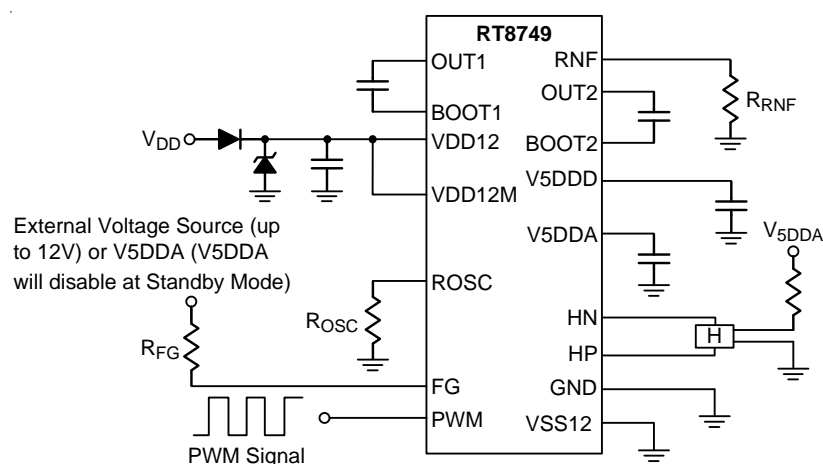 RT8749
OUT1
RNF
OUT2
RRNF
BOOT1
BOOT2
VDD
VDD12
V5DDD
VDD12M
External Voltage Source (up
to 12V) or V5DDA (V5DDA
will disable at Standby Mode)
V5DDA
V5DDA
ROSC
ROSC
HN
H
RFG
HP
FG
GND
PWM
VSS12
PWM Signal